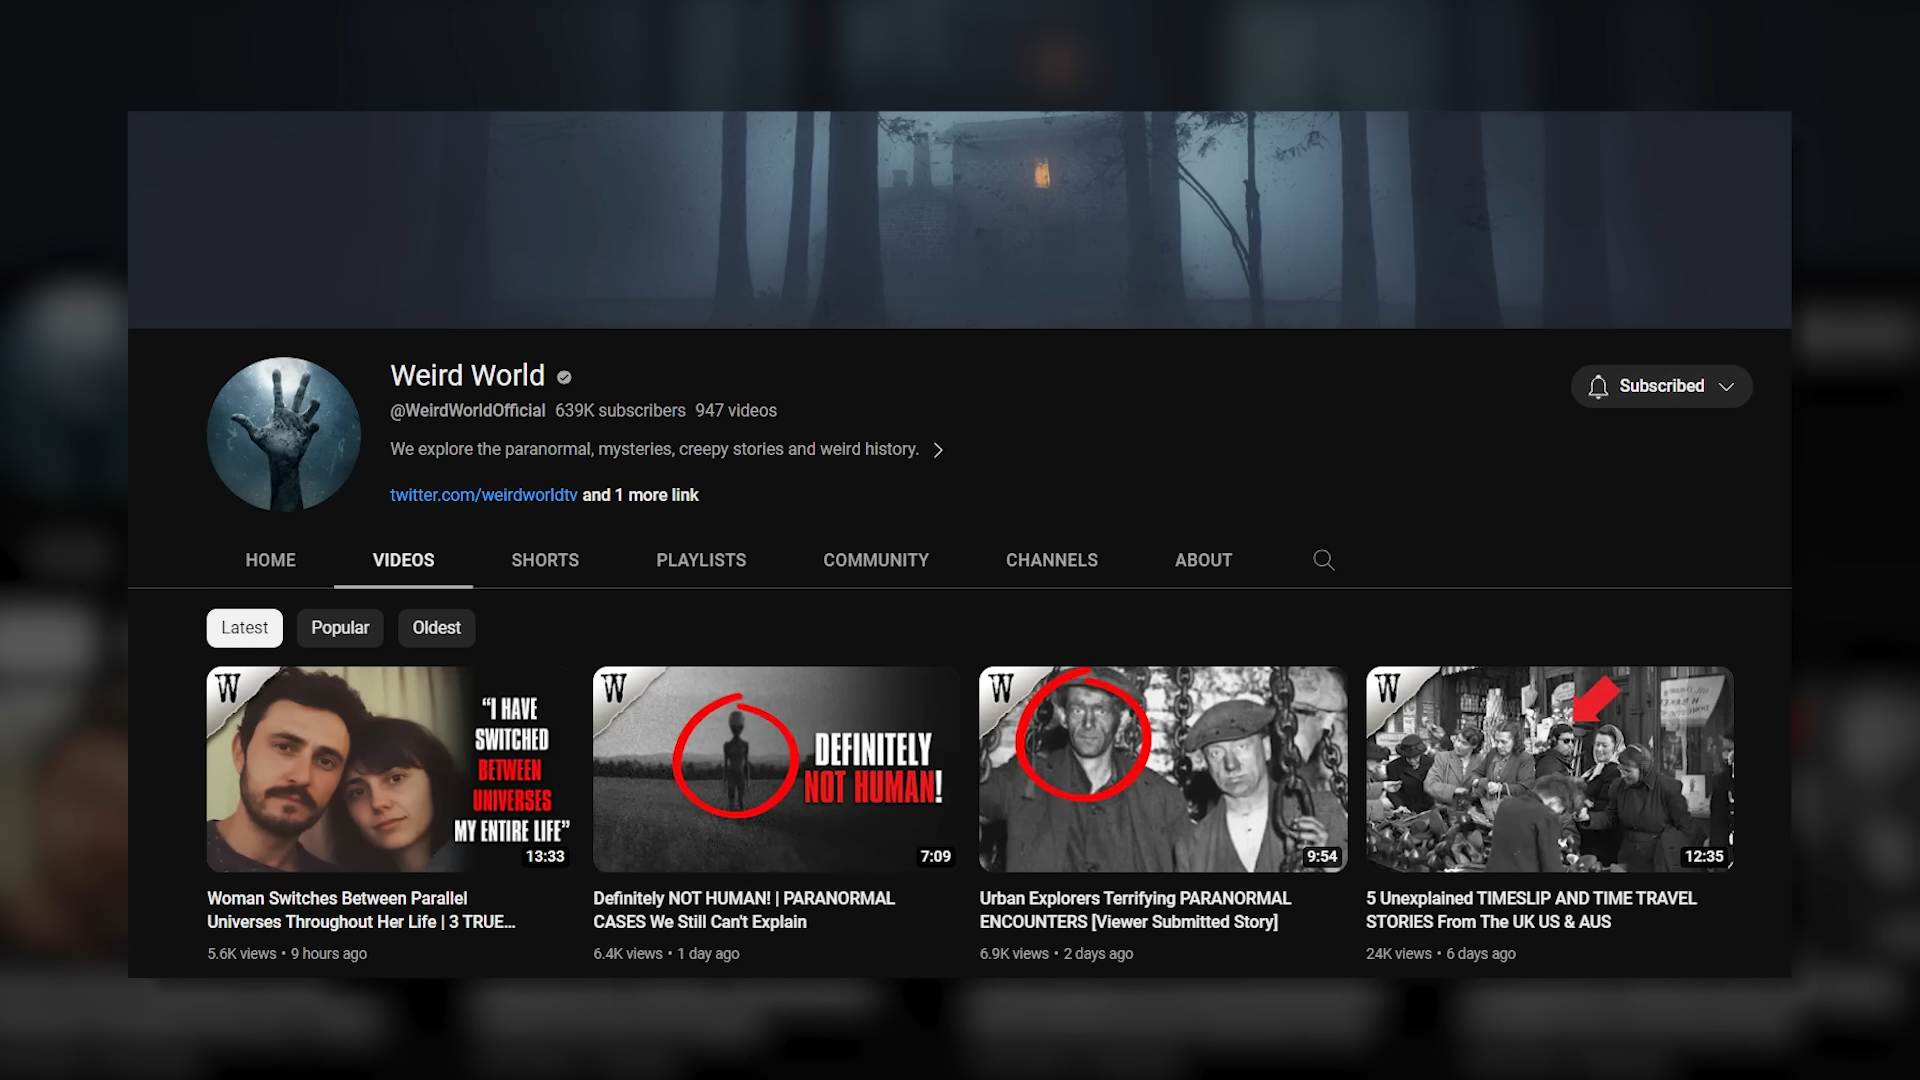 Weird World
@WeirdWorldOfficial 639K subscribers 947 videos
We explore the paranormal, mysteries, creepy stories and weird history.
twitter.com/weirdworldtv and 1 more link
Subscribed
HOME VIDEOS SHORTS PLAYLISTS COMMUNITY CHANNELS ABOUT
Latest Popular Oldest
W
“I HAVE
SWITCHED
BETWEEN
UNIVERSES
MY ENTIRE LIFE”
13:33
W
DEFINITELY
NOT HUMAN!
7:09
W
9:54
W
12:35
Woman Switches Between Parallel
Universes Throughout Her Life | 3 TRUE...
5.6K views • 9 hours ago
Definitely NOT HUMAN! | PARANORMAL
CASES We Still Can't Explain
6.4K views • 1 day ago
Urban Explorers Terrifying PARANORMAL
ENCOUNTERS [Viewer Submitted Story]
6.9K views • 2 days ago
5 Unexplained TIMESLIP AND TIME TRAVEL
STORIES From The UK US & AUS
24K views • 6 days ago